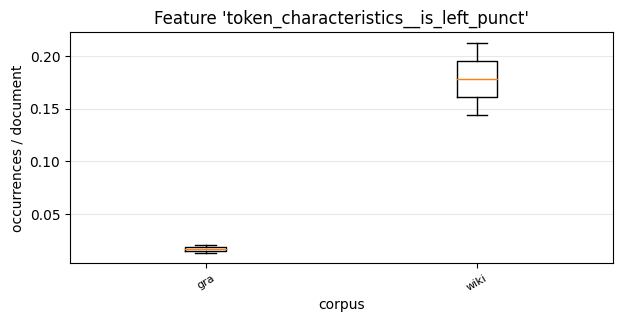 Feature 'token_characteristics__is_left_punct'
0.20
0.15
0.10
0.05
occurrences / document
gra
wiki
corpus